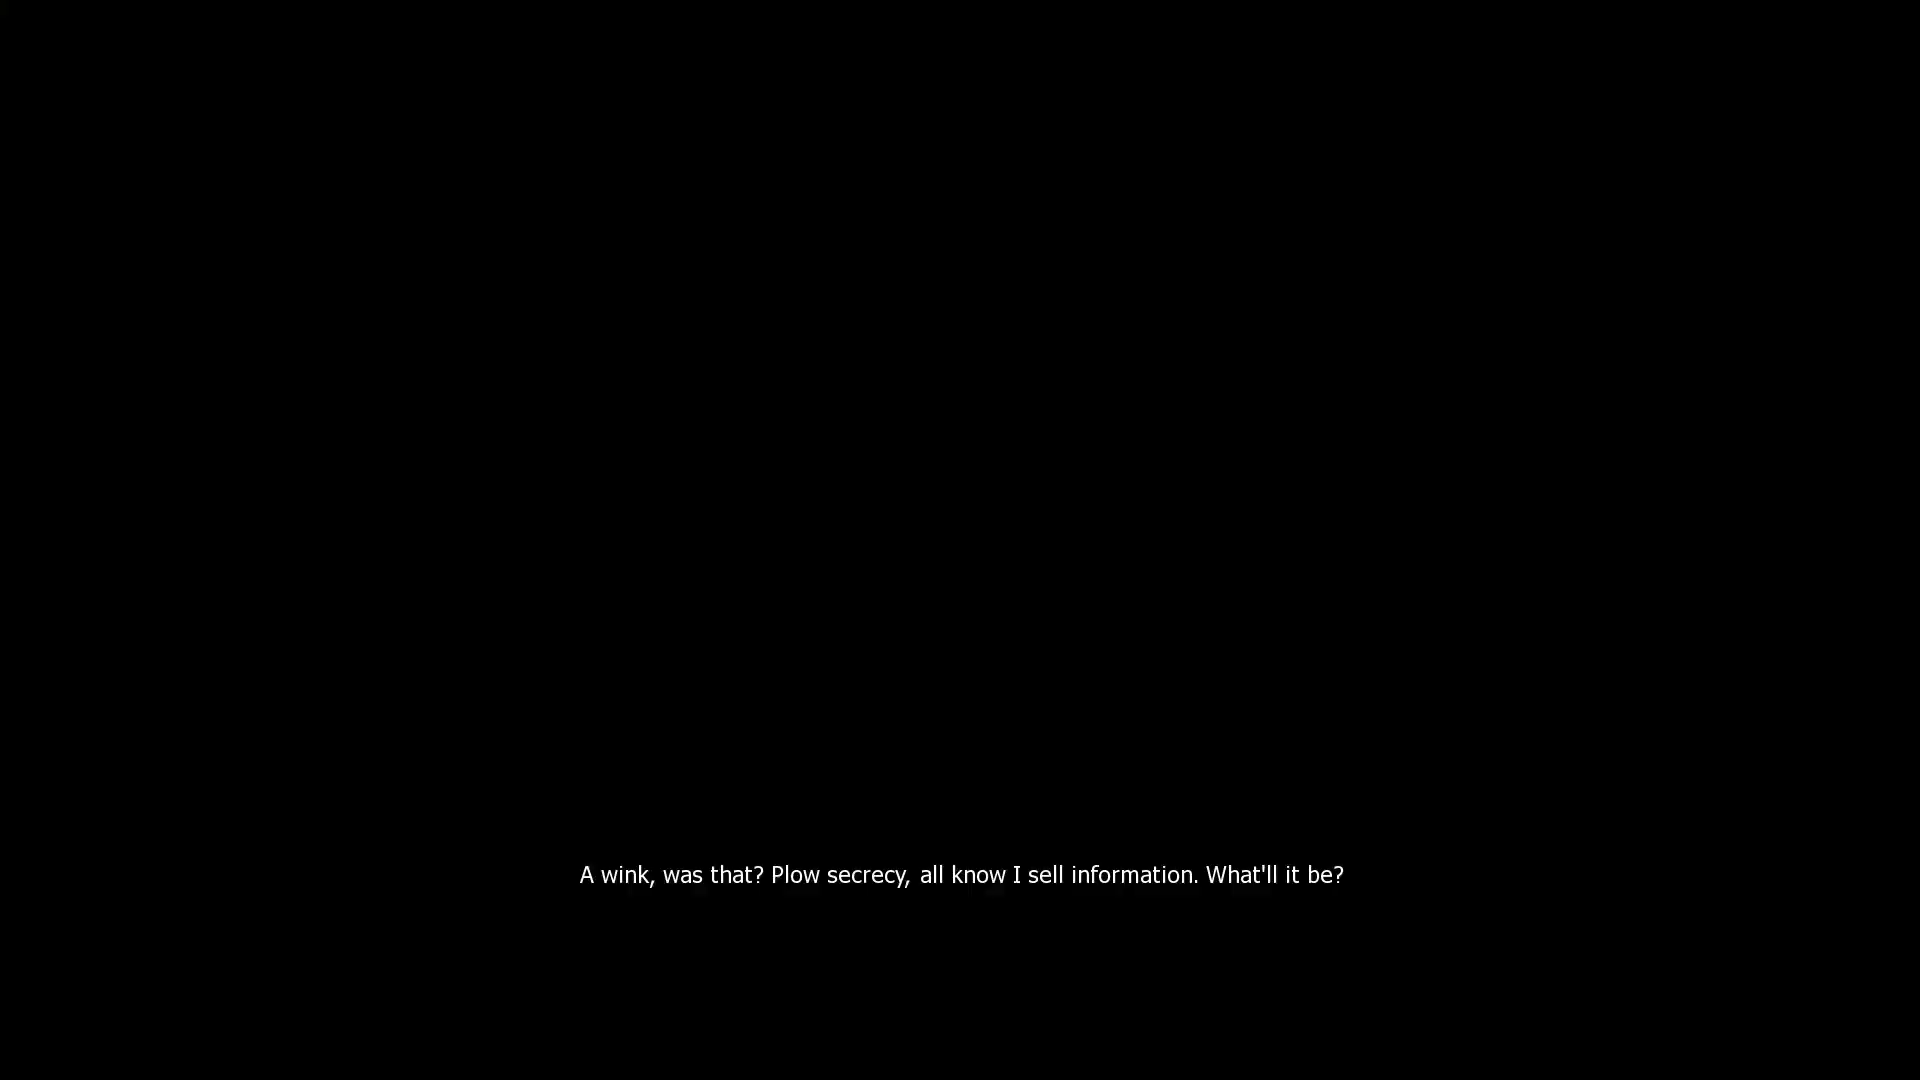 A wink, was that? Plow secrecy, all know I sell information. What'll it be?